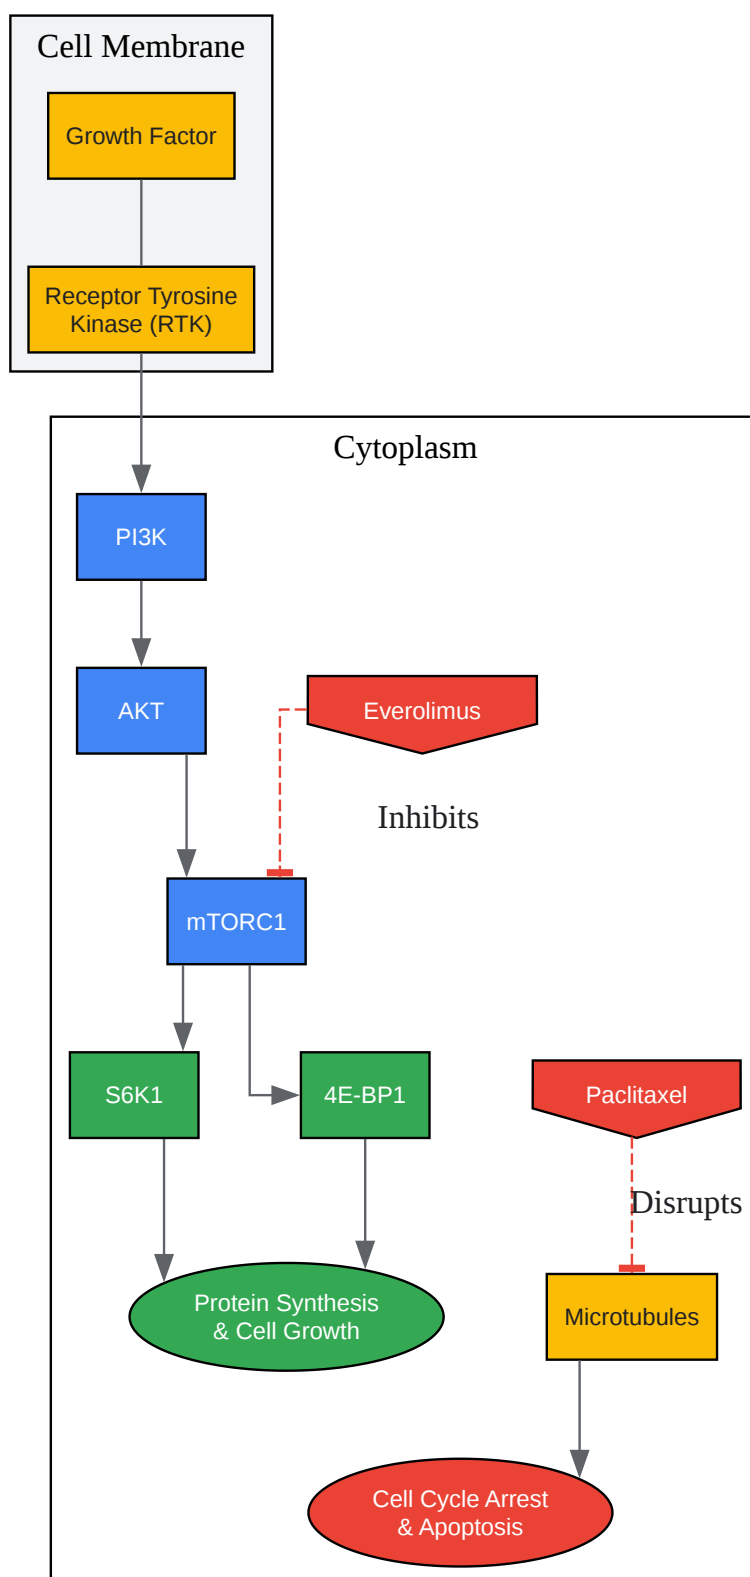 Cell Membrane
Growth Factor
Receptor Tyrosine
Kinase (RTK)
Cytoplasm
PI3K
AKT
Everolimus
Inhibits
mTORC1
S6K1
4E-BP1
Paclitaxel
Disrupts
Protein Synthesis
& Cell Growth
Microtubules
Cell Cycle Arrest
& Apoptosis